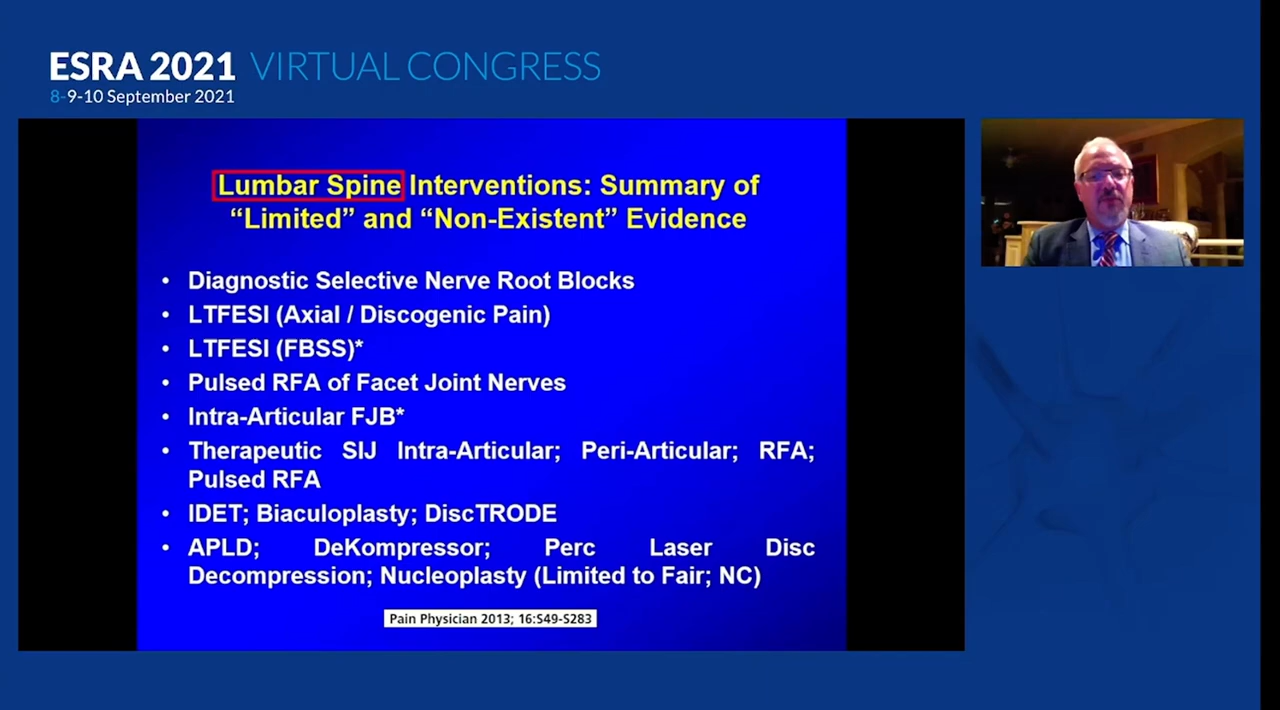 ESRA 2021 VIRTUAL CONGRESS
8-9-10 September 2021
Lumbar Spine Interventions: Summary of
“Limited” and “Non-Existent” Evidence
• Diagnostic Selective Nerve Root Blocks
• LTFESI (Axial / Discogenic Pain)
• LTFESI (FBSS)*
• Pulsed RFA of Facet Joint Nerves
• Intra-Articular FJB*
• Therapeutic SIJ Intra-Articular; Peri-Articular; RFA;
Pulsed RFA
• IDET; Biaculoplasty; DiscTRODE
• APLD; DeKompressor; Perc Laser Disc
Decompression; Nucleoplasty (Limited to Fair; NC)
Pain Physician 2013; 16:S49-S283